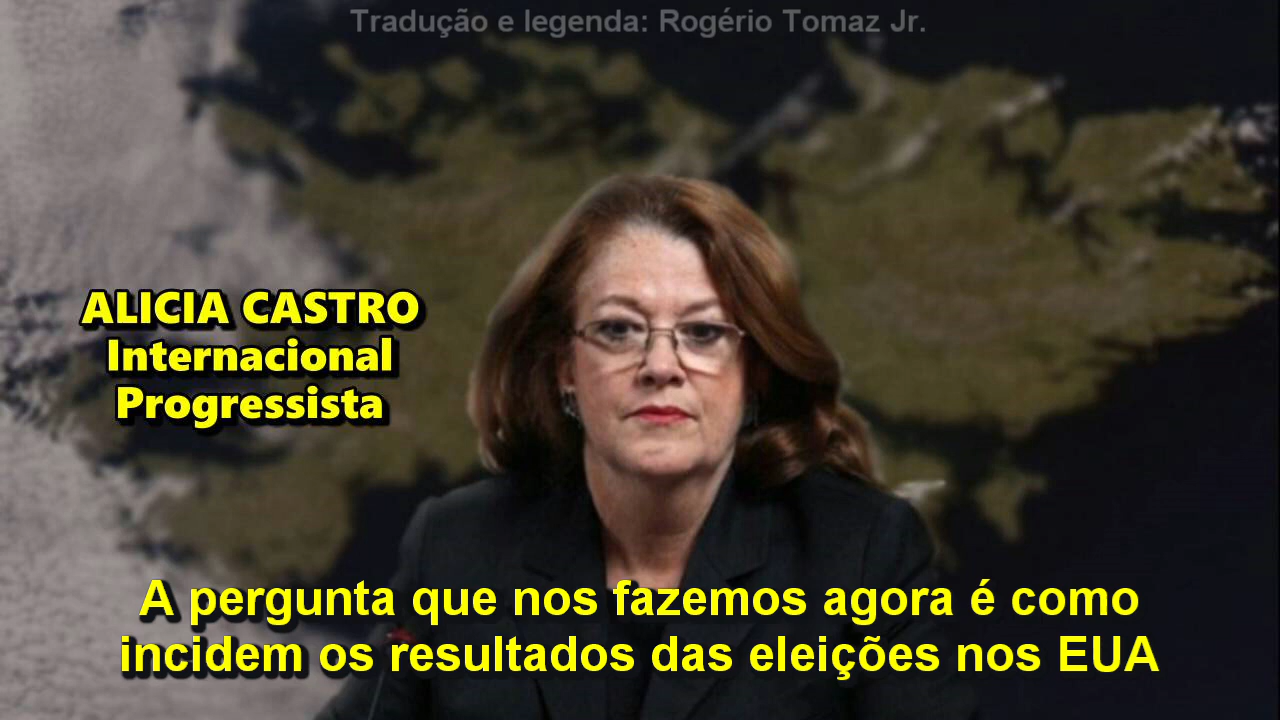 Tradução e legenda: Rogério Tomaz Jr.
ALICIA CASTRO
Internacional
Progressista
A pergunta que nos fazemos agora é como
incidem os resultados das eleições nos EUA